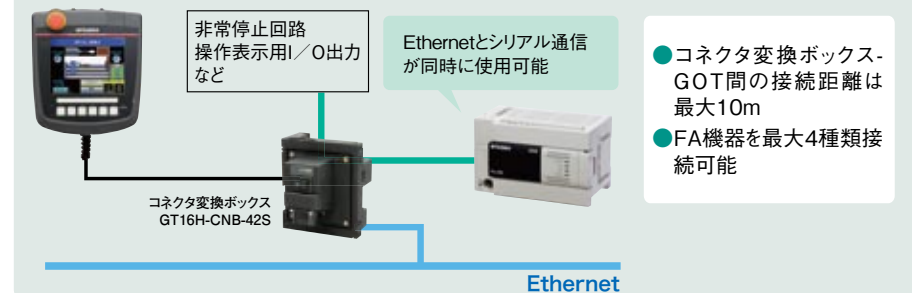 非常停止回路
操作表示用I／O出力
など
Ethernetとシリアル通信
が同時に使用可能
コネクタ変換ボックス
GT16H-CNB-42S
Ethernet
●コネクタ変換ボックス-
GOT間の接続距離は
最大10m
●FA機器を最大4種類接
続可能